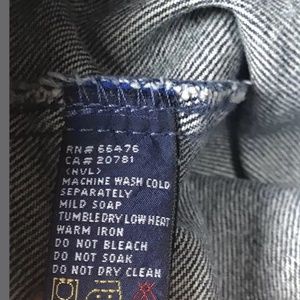 RN# 66476
CA# 20781
(HVL)
MACHINE WASH COLD
SEPARATELY
MILD SOAP
TUMBLE DRY LOW HEAT
WARM IRON
DO NOT BLEACH
DO NOT SOAK
DO NOT DRY CLEAN